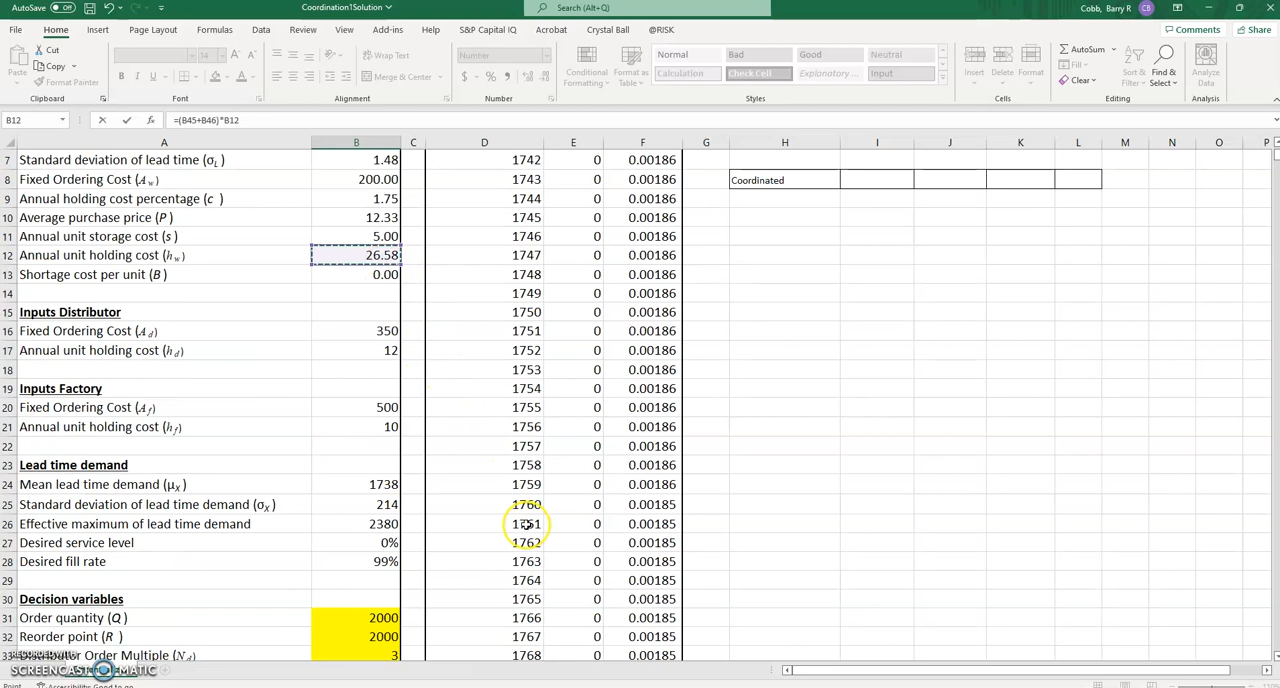 AutoSave Off
Coordination1Solution
Search (Alt+Q)
Cobb, Barry R CB
File Home Insert Page Layout Formulas Data Review View Add-ins Help S&P Capital IQ Acrobat Crystal Ball @RISK
Comments Share
Paste Cut Copy Format Painter
14
B I U
Wrap Text
Merge & Center
Number
Conditional Formatting Format as Table
Normal Bad Good Neutral
Calculation Check Cell Explanatory ... Input
Insert Delete Format
AutoSum Fill Clear
Sort & Filter Find & Select
Analyze Data
Clipboard Font Alignment Number Styles Cells Editing Analysis
B12 fx =(B45+B46)*B12
A B C D E F G H I J K L M N O P
7 Standard deviation of lead time (σL) 1.48 1742 0 0.00186
8 Fixed Ordering Cost (Aw) 200.00 1743 0 0.00186 Coordinated
9 Annual holding cost percentage (c ) 1.75 1744 0 0.00186
10 Average purchase price (P ) 12.33 1745 0 0.00186
11 Annual unit storage cost (s ) 5.00 1746 0 0.00186
12 Annual unit holding cost (hw) 26.58 1747 0 0.00186
13 Shortage cost per unit (B ) 0.00 1748 0 0.00186
14 1749 0 0.00186
15 Inputs Distributor 1750 0 0.00186
16 Fixed Ordering Cost (Ad) 350 1751 0 0.00186
17 Annual unit holding cost (hd) 12 1752 0 0.00186
18 1753 0 0.00186
19 Inputs Factory 1754 0 0.00186
20 Fixed Ordering Cost (Af) 500 1755 0 0.00186
21 Annual unit holding cost (hf) 10 1756 0 0.00186
22 1757 0 0.00186
23 Lead time demand 1758 0 0.00186
24 Mean lead time demand (μX) 1738 1759 0 0.00186
25 Standard deviation of lead time demand (σX) 214 1760 0 0.00185
26 Effective maximum of lead time demand 2380 1761 0 0.00185
27 Desired service level 0% 1762 0 0.00185
28 Desired fill rate 99% 1763 0 0.00185
29 1764 0 0.00185
30 Decision variables 1765 0 0.00185
31 Order quantity (Q) 2000 1766 0 0.00185
32 Reorder point (R ) 2000 1767 0 0.00185
33 Order Multiple (Nd) 3 1768 0 0.00185
RECORDED WITH
SCREENCAST-O-MATIC
Point Accessibility: Good to go